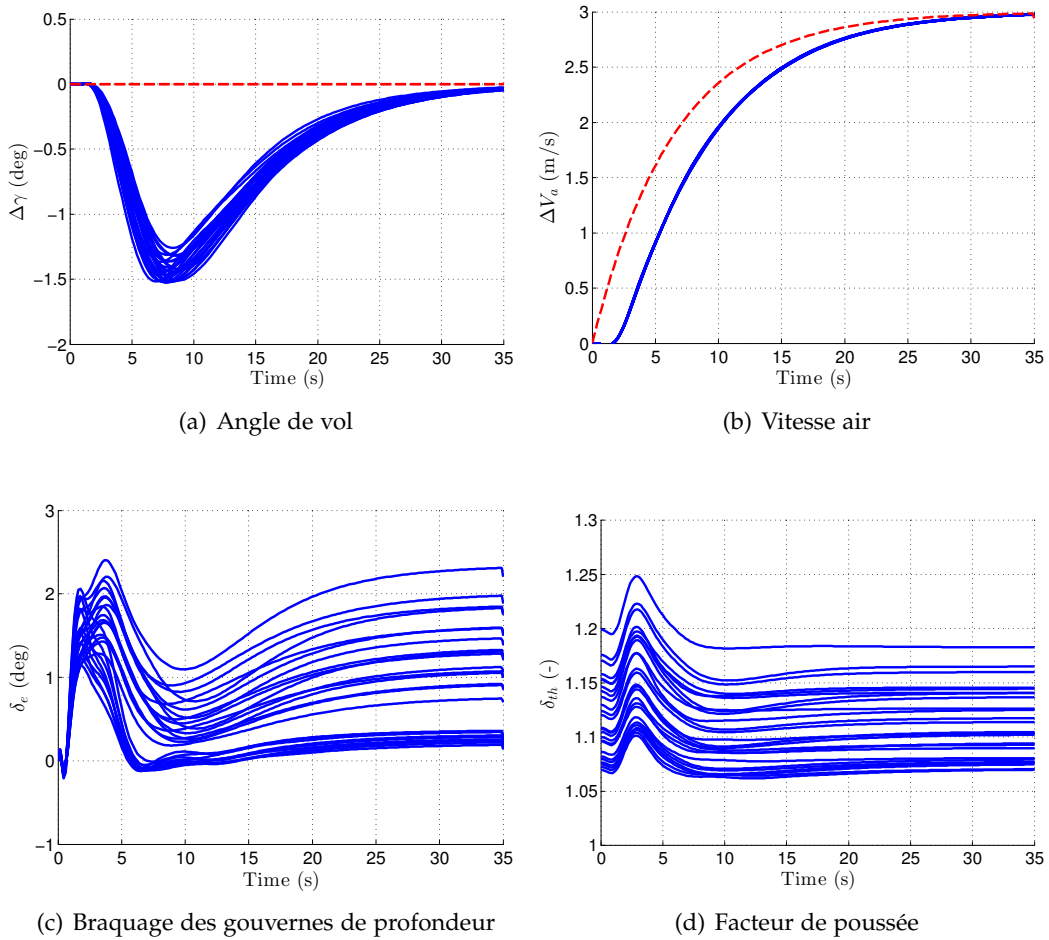 0.5
0
−0.5
−1
−1.5
−2
Δγ (deg)
0 5 10 15 20 25 30 35
Time (s)
(a) Angle de vol
3
2.5
2
1.5
1
0.5
0
ΔV_a (m/s)
0 5 10 15 20 25 30 35
Time (s)
(b) Vitesse air
3
2
1
0
−1
δ_e (deg)
0 5 10 15 20 25 30 35
Time (s)
(c) Braquage des gouvernes de profondeur
1.3
1.25
1.2
1.15
1.1
1.05
1
δ_th (-)
0 5 10 15 20 25 30 35
Time (s)
(d) Facteur de poussée